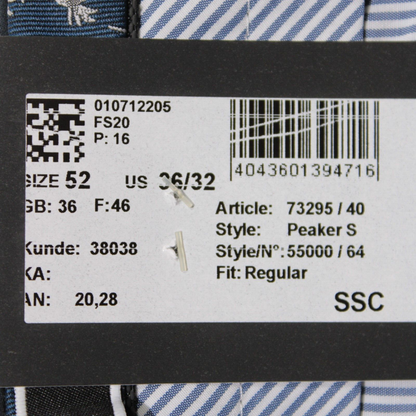 010712205
FS20
P: 16
SIZE 52 US 36/32
GB: 36 F:46
4043601394716
Article: 73295 / 40
Style: Peaker S
Style/N°: 55000 / 64
Fit: Regular
Kunde: 38038
KA:
AN: 20,28
SSC